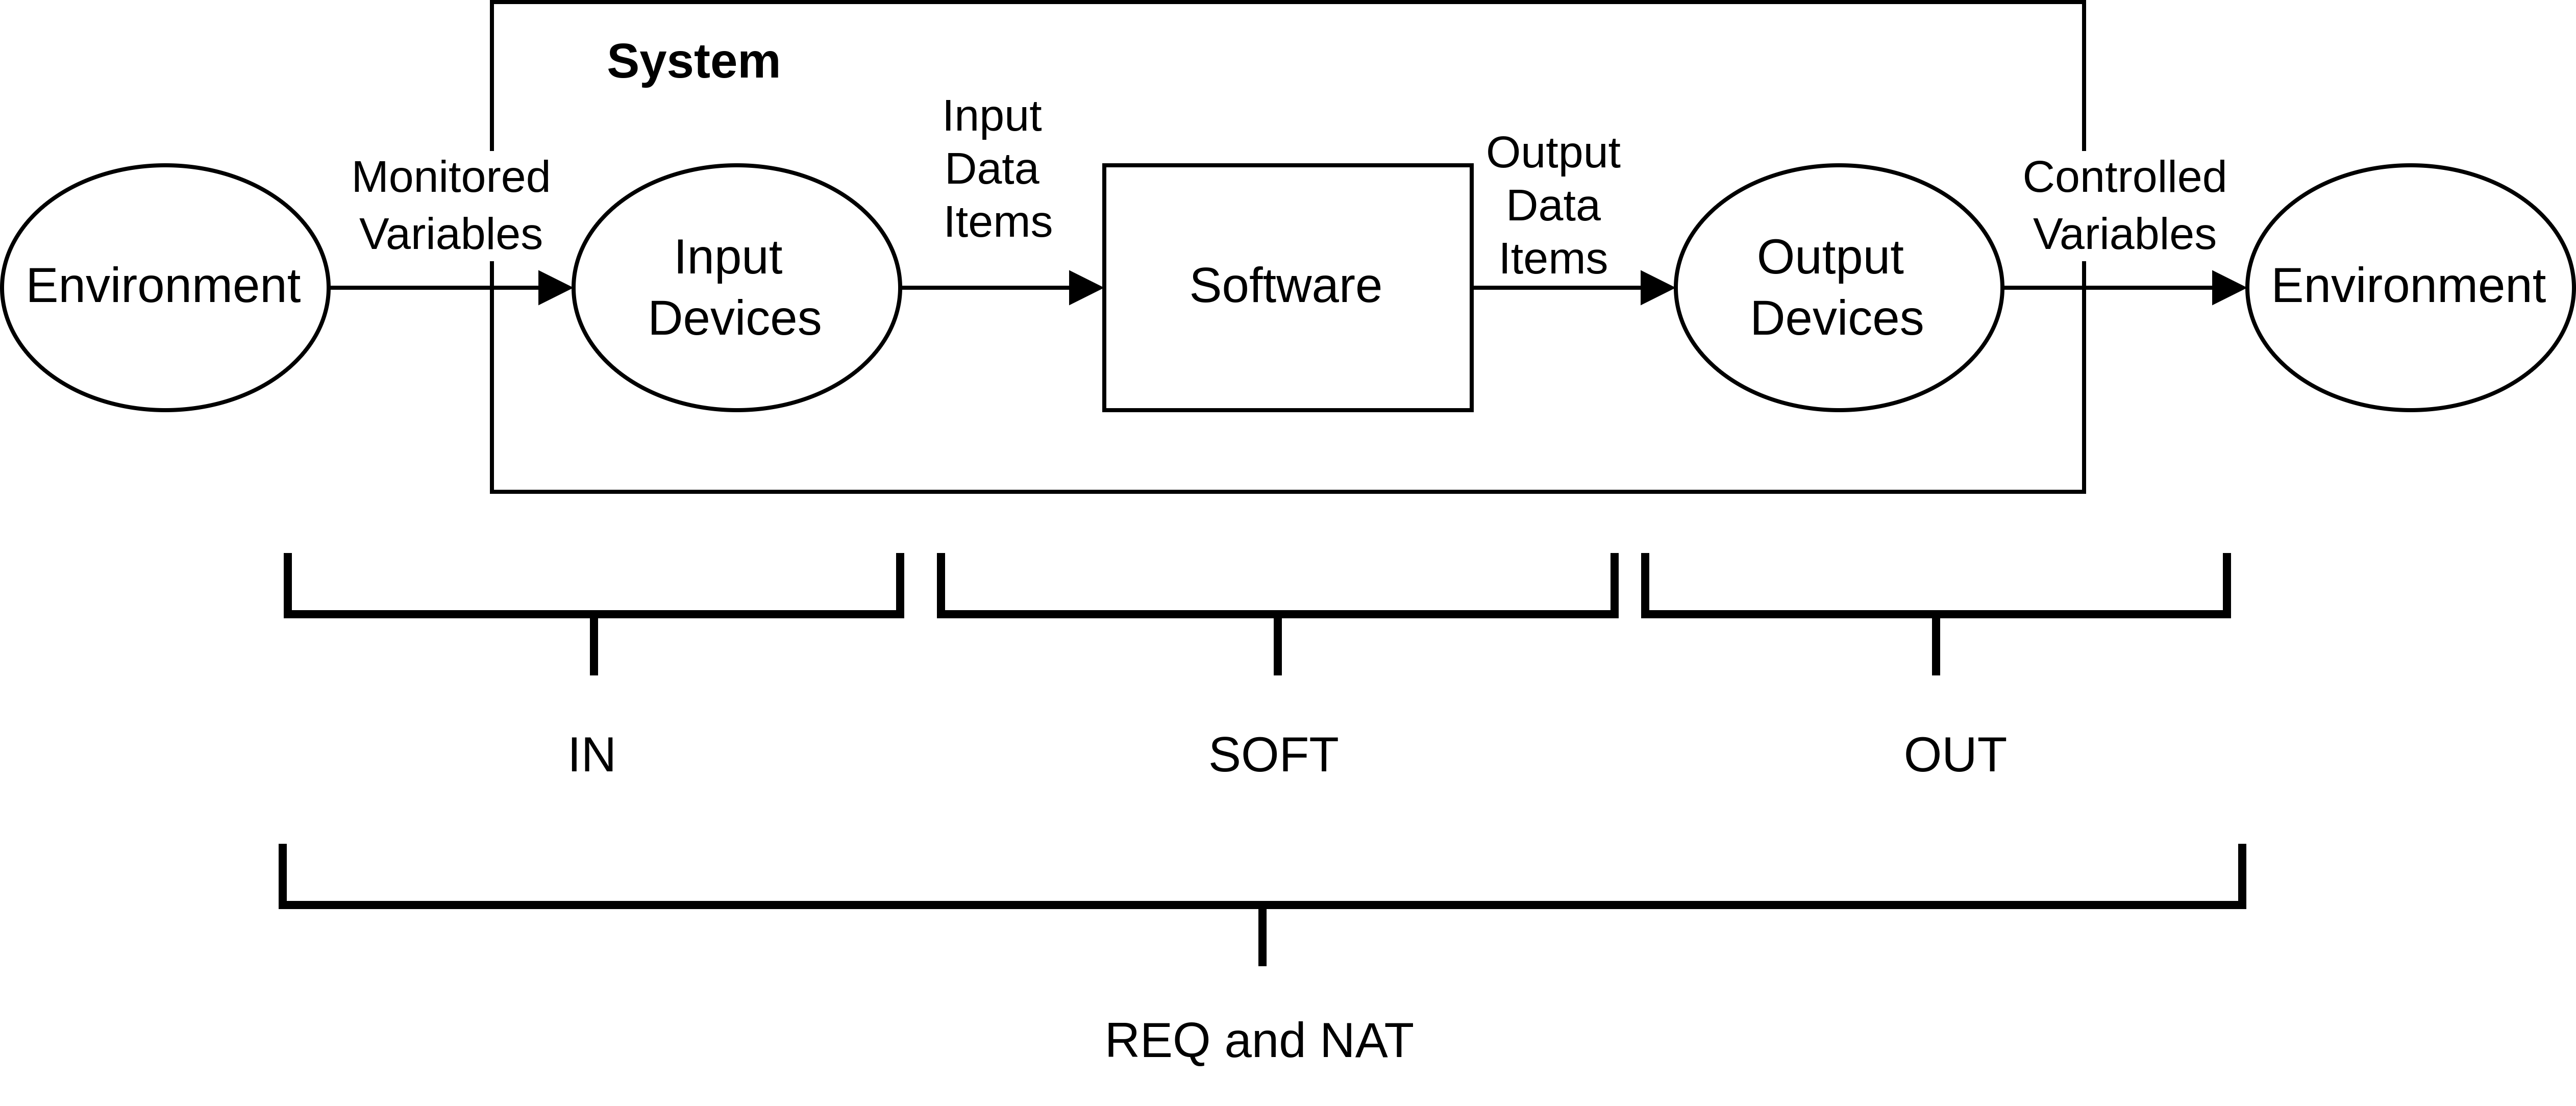 System
Environment
Monitored
Variables
Input
Devices
Input
Data
Items
Software
Output
Data
Items
Output
Devices
Controlled
Variables
Environment
IN
SOFT
OUT
REQ and NAT